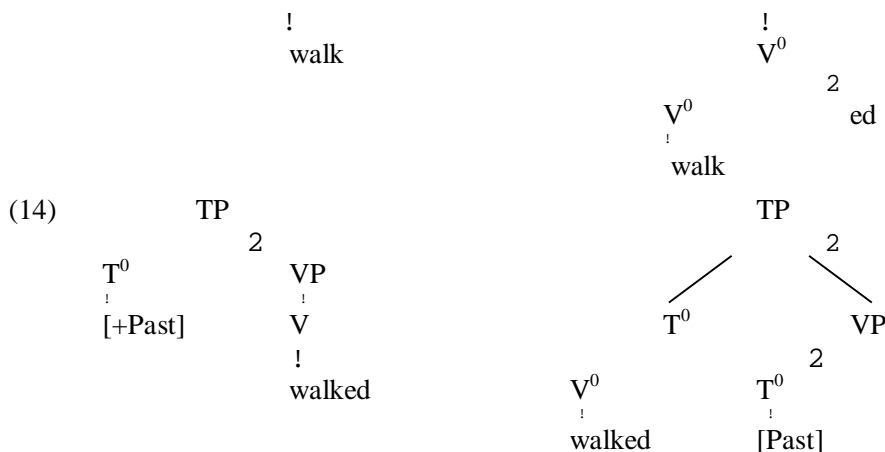 ! !
walk V⁰
2
V⁰ ed
!
walk
(14) TP TP
2 2
T⁰ VP
! !
[+Past] V T⁰ VP
! 2
walked V⁰ T⁰
! !
walked [Past]